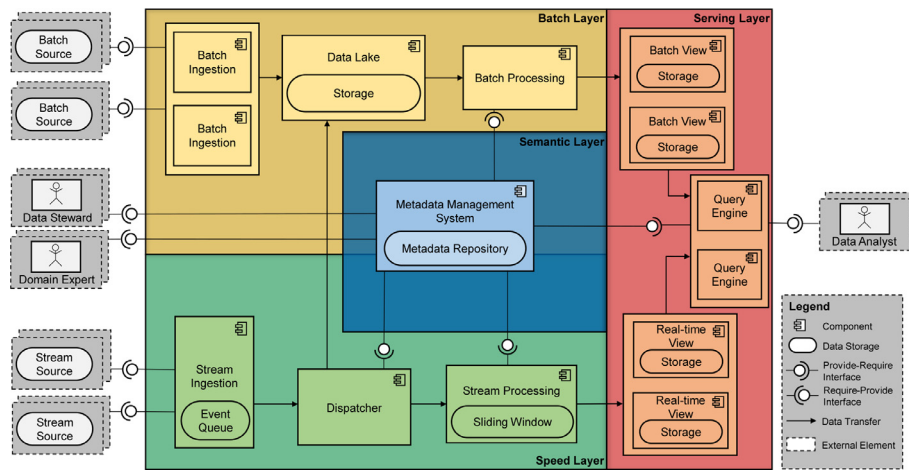 Batch Layer
Serving Layer
Batch
Source
Batch
Source
Batch
Ingestion
Batch
Ingestion
Data Lake
Storage
Batch Processing
Batch View
Storage
Batch View
Storage
Semantic Layer
Data Steward
Domain Expert
Metadata Management
System
Metadata Repository
Query
Engine
Query
Engine
Data Analyst
Stream
Source
Stream
Source
Stream
Ingestion
Event
Queue
Dispatcher
Stream Processing
Sliding Window
Real-time
View
Storage
Real-time
View
Storage
Speed Layer
Legend
Component
Data Storage
Provide-Require
Interface
Require-Provide
Interface
Data Transfer
External Element